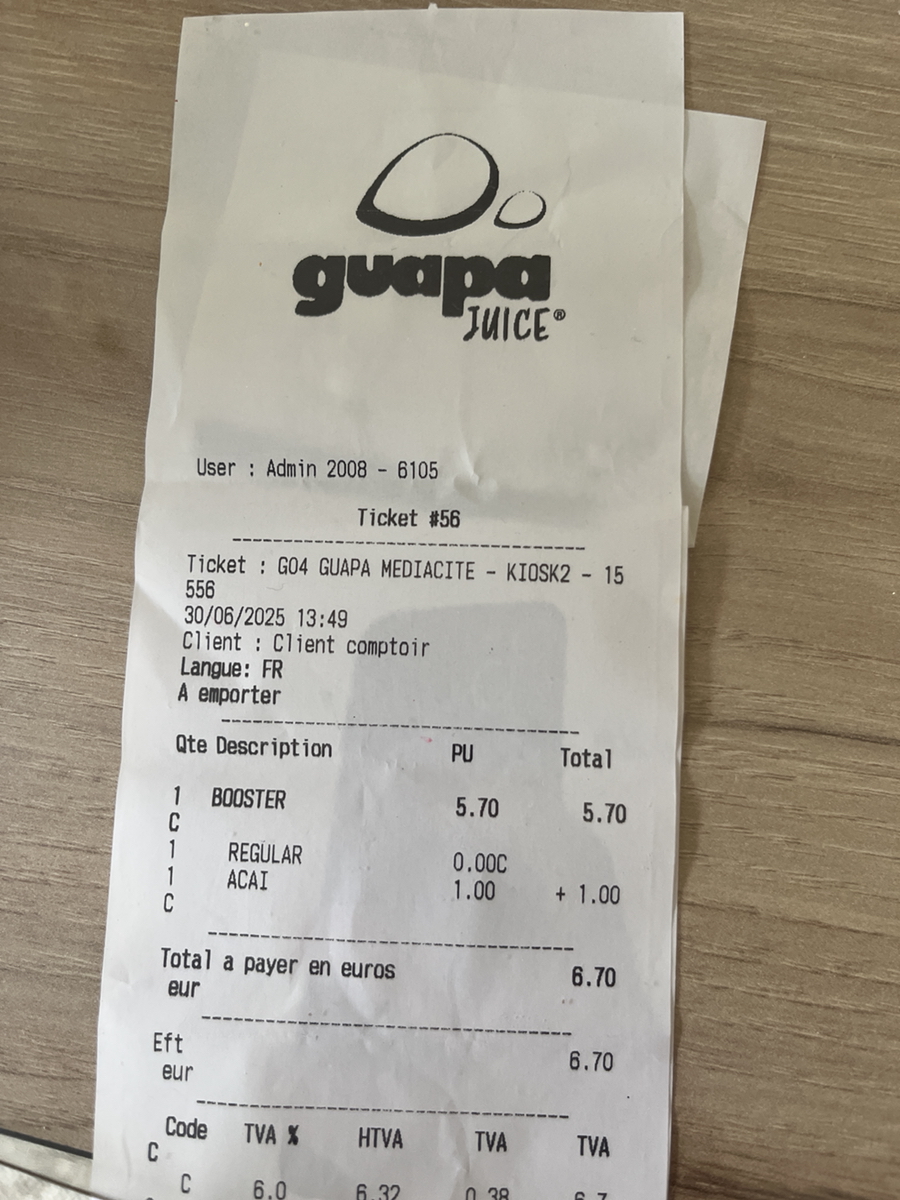 guapa
JUICE®
User : Admin 2008 - 6105
Ticket #56
Ticket : GO4 GUAPA MEDIACITE - KIOSK2 - 15
556
30/06/2025 13:49
Client : Client comptoir
Langue: FR
A emporter
Qte Description PU Total
1 BOOSTER 5.70 5.70
C
1 REGULAR 0.00C
1 ACAI 1.00 + 1.00
C
Total a payer en euros 6.70
eur
Eft 6.70
eur
Code TVA % HTVA TVA TVA
C
C 6.0 6.32 0.38 6.7